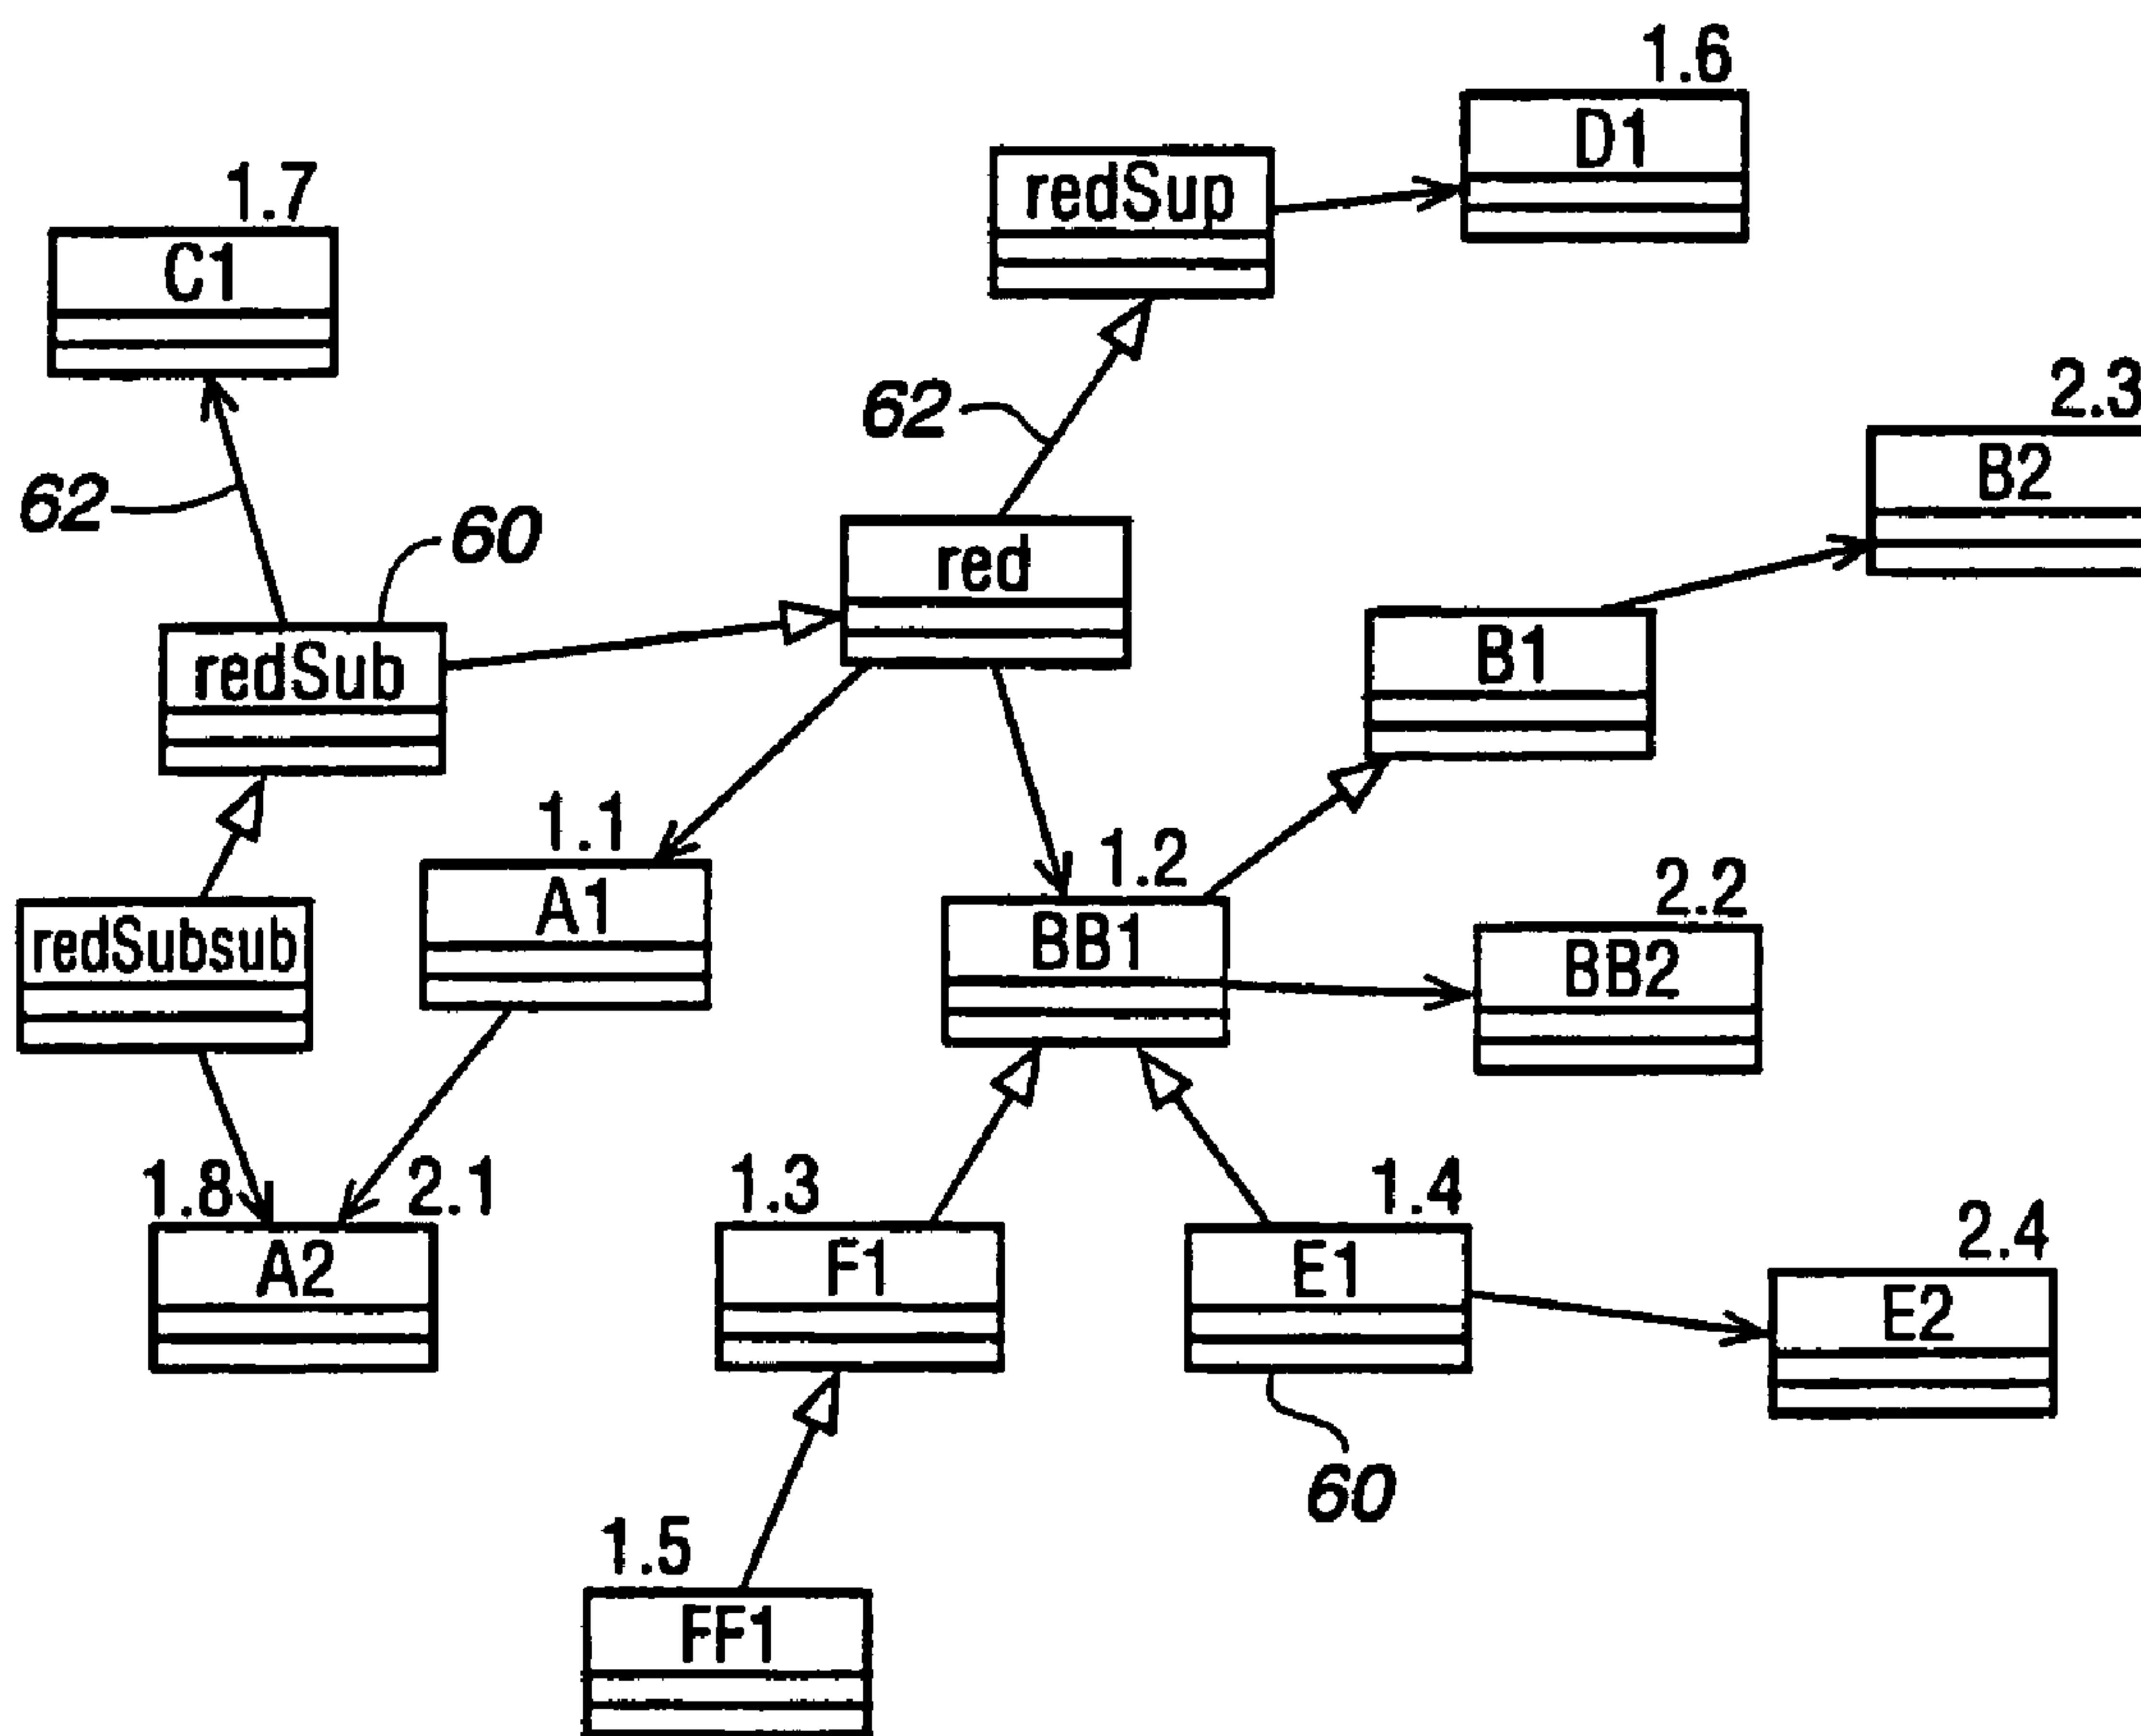 1.6
D1
redSup
1.7
C1
62
2.3
B2
62
60
red
B1
redSub
1.1
1.2
A1
2.2
BB1
BB2
redSubsub
1.8
2.1
1.3
1.4
A2
F1
E1
2.4
E2
60
1.5
FF1